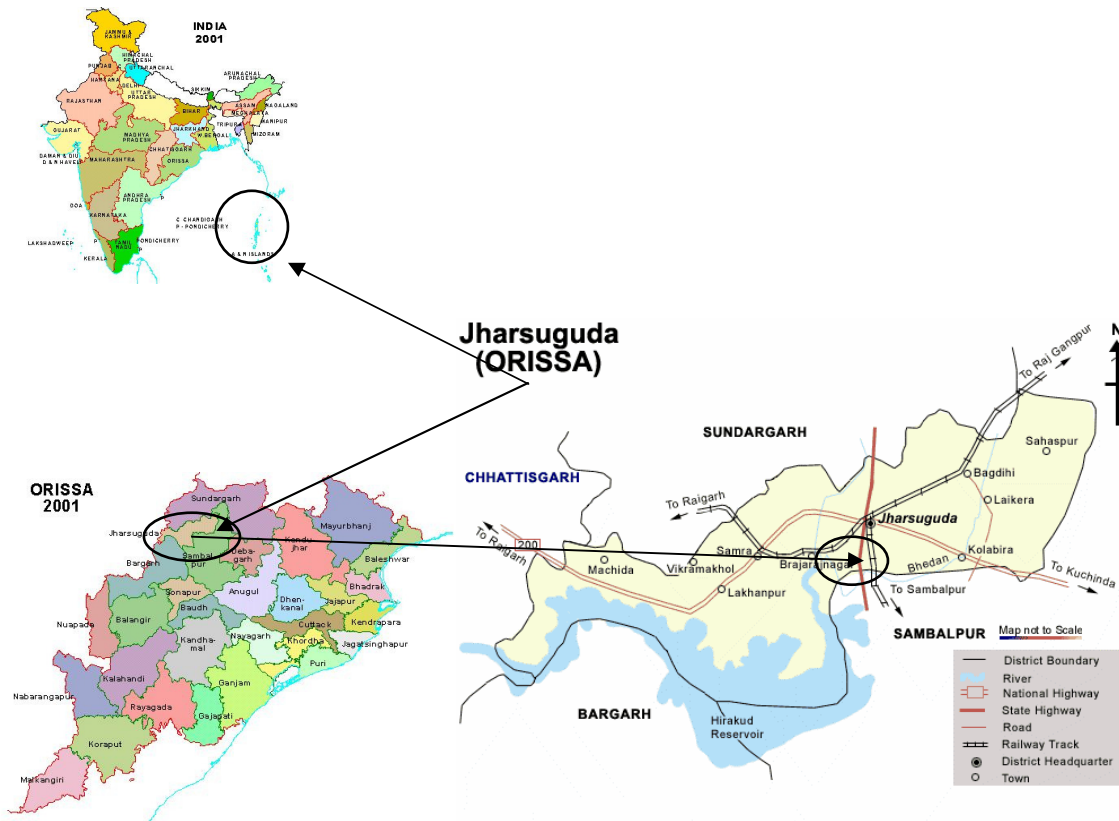 INDIA
2001
JAMMU &
KASHMIR
HIMACHAL
PRADESH
PUNJAB
C
UTTARANCHAL
HARYANA
DELHI
UTTAR
PRADESH
RAJASTHAN
SIKKIM
ARUNACHAL
PRADESH
ASSAM
NAGALAND
MEGHALAYA
MANIPUR
TRIPURA
MIZORAM
BIHAR
JHARKHAND
W.BENGAL
GUJARAT
MADHYA
PRADESH
CHHATISGARH
ORISSA
DAMAN & DIU
D & N HAVELI
MAHARASHTRA
ANDHRA
PRADESH
P
GOA
KARNATAKA
C CHANDIGARH
P - PONDICHERRY
LAKSHADWEEP
P
TAMIL
NADU
PONDICHERRY
P
KERALA
A & N ISLANDS
Jharsuguda
(ORISSA)
N
To Raj Gangpur
SUNDARGARH
Sahaspur
CHHATTISGARH
Bagdihi
Laikera
To Raigarh
Jharsuguda
200
To Raigarh
Samra
Brajarajnagar
Kolabira
Bhedan
Machida
Vikramakhol
To Kuchinda
Lakhanpur
To Sambalpur
SAMBALPUR
Map not to Scale
BARGARH
Hirakud
Reservoir
District Boundary
River
National Highway
State Highway
Road
Railway Track
District Headquarter
Town
ORISSA
2001
Sundargarh
Jharsuguda
Mayurbhanj
Sambal
pur
Deba-
garh
Kendu
jhar
Baleshwar
Bargarh
Bhadrak
Sonapur
Anugul
Dhen-
kanal
Jajapur
Baudh
Kendrapara
Balangir
Cuttack
Nuapada
Nayagarh
Khordha
Jagatsinghapur
Kandha-
mal
Puri
Kalahandi
Ganjam
Nabarangapur
Rayagada
Gajapati
Koraput
Malkangiri